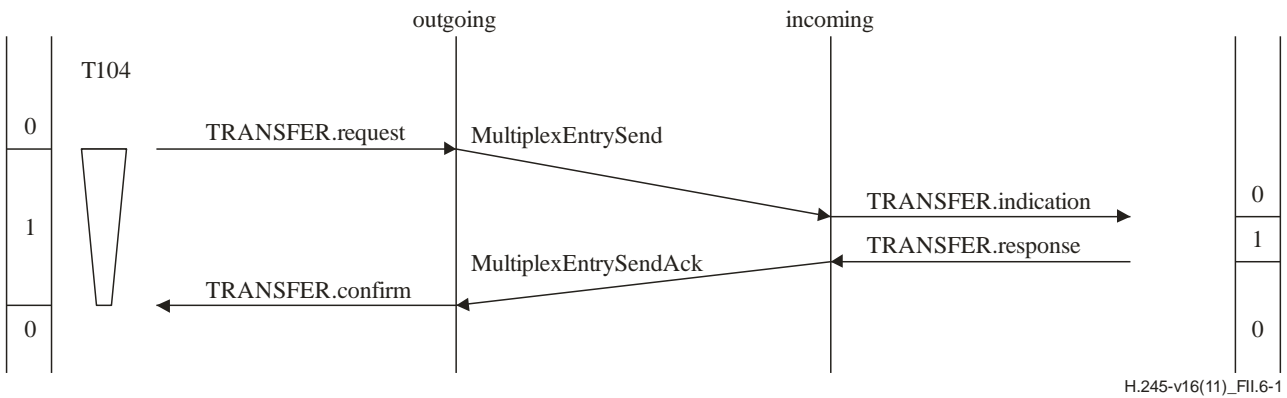 outgoing
incoming
T104
0
TRANSFER.request
MultiplexEntrySend
1
TRANSFER.indication
0
TRANSFER.response
1
MultiplexEntrySendAck
TRANSFER.confirm
0
0
H.245-v16(11)_FII.6-1